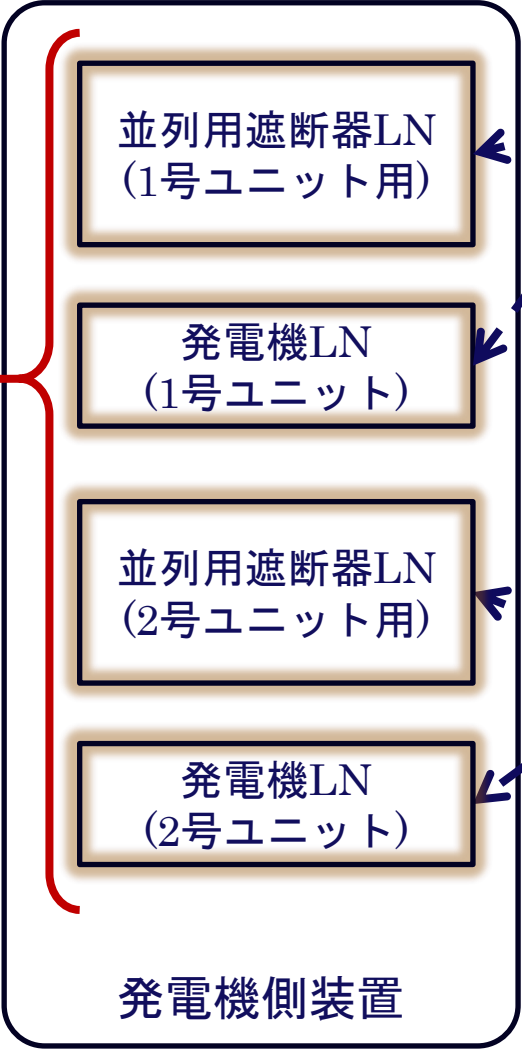 並列用遮断器LN
(1号ユニット用)
発電機LN
(1号ユニット)
並列用遮断器LN
(2号ユニット用)
発電機LN
(2号ユニット)
発電機側装置